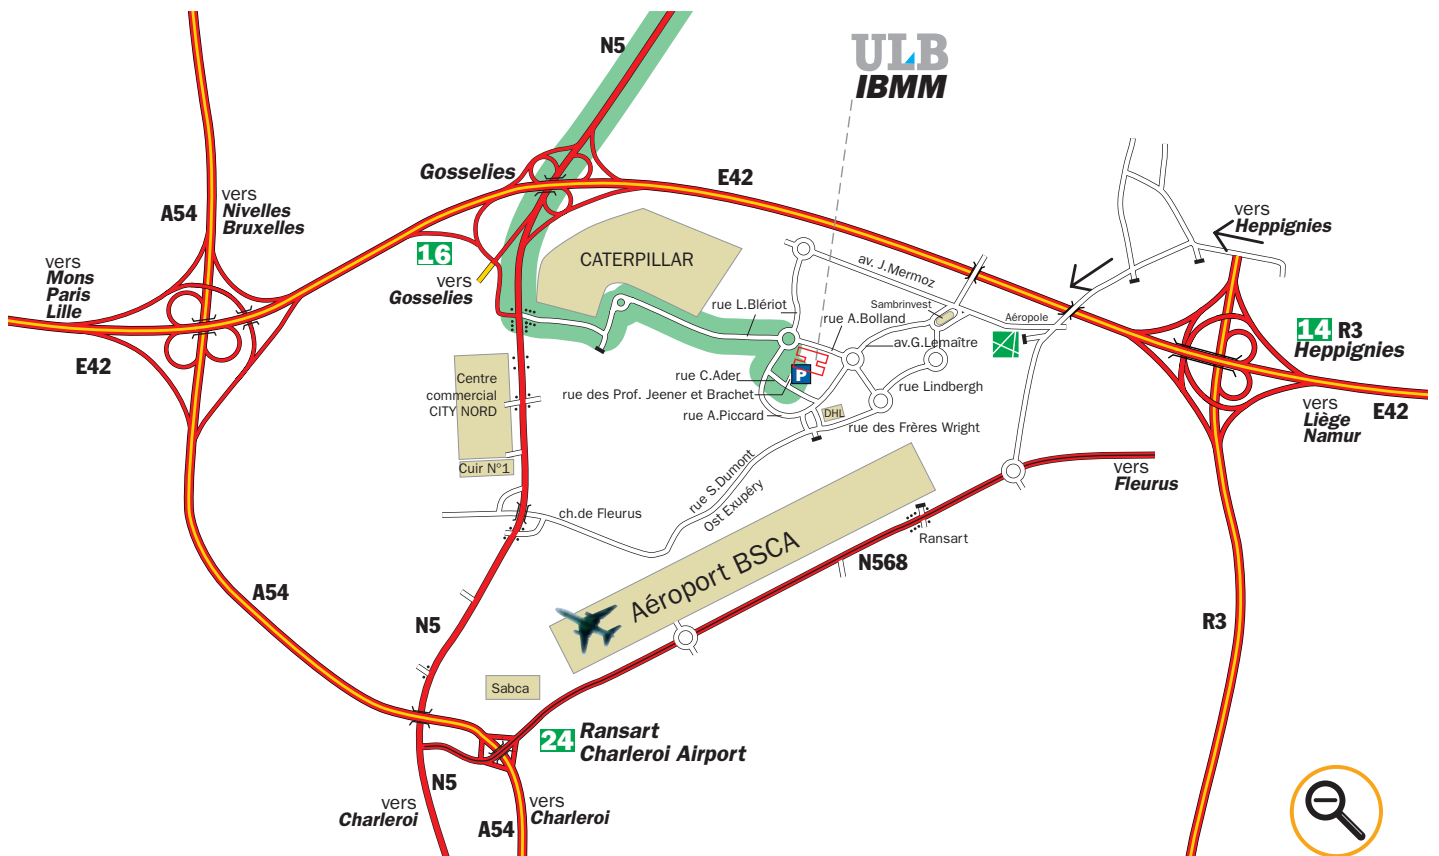 N5
ULB
IBMM
Gosselies
E42
A54
vers
Nivelles
Bruxelles
vers
Heppignies
16
CATERPILLAR
av. J.Mermoz
vers
Mons
Paris
Lille
vers
Gosselies
rue L.Blériot
Sambrinvest
rue A.Bolland
Aéropole
14 R3
Heppignies
E42
av.G.Lemaître
Centre
commercial
CITY NORD
rue C.Ader
P
rue des Prof. Jeener et Brachet
rue Lindbergh
rue A.Piccard
DHL
rue des Frères Wright
vers
Liège
Namur
E42
Cuir N°1
rue S.Dumont
Ost Exupéry
vers
Fleurus
ch.de Fleurus
Ransart
Aéroport BSCA
N568
A54
N5
R3
Sabca
24 Ransart
Charleroi Airport
N5
vers
Charleroi
vers
Charleroi
A54